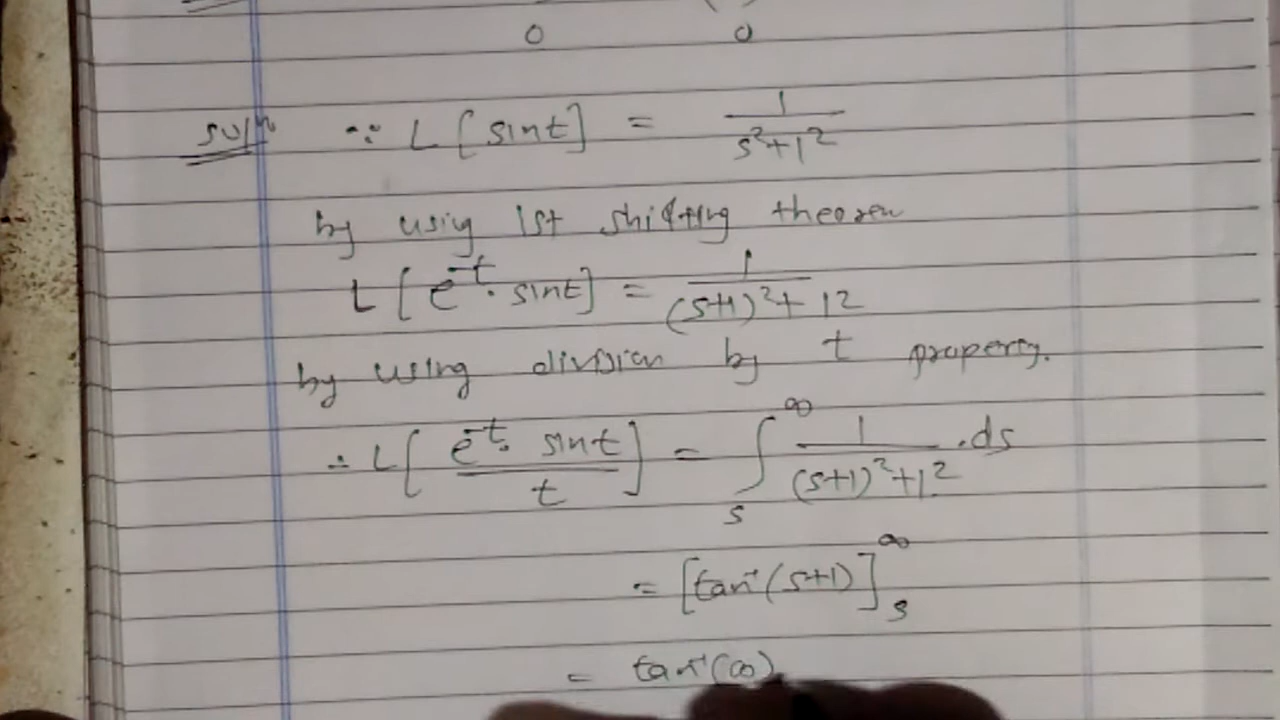 0 0
soln ∵ L [sint] = 1/(s²+1²)
by using 1st shifting theorem
L [e^-t. sint] = 1/((s+1)²+12)
by using division by t property.
∴ L[(e^-t. sint)/t] = ∫_s^∞ 1/((s+1)²+1²) .ds
= [tan⁻¹(s+1)]_s^∞
= tan⁻¹(∞)